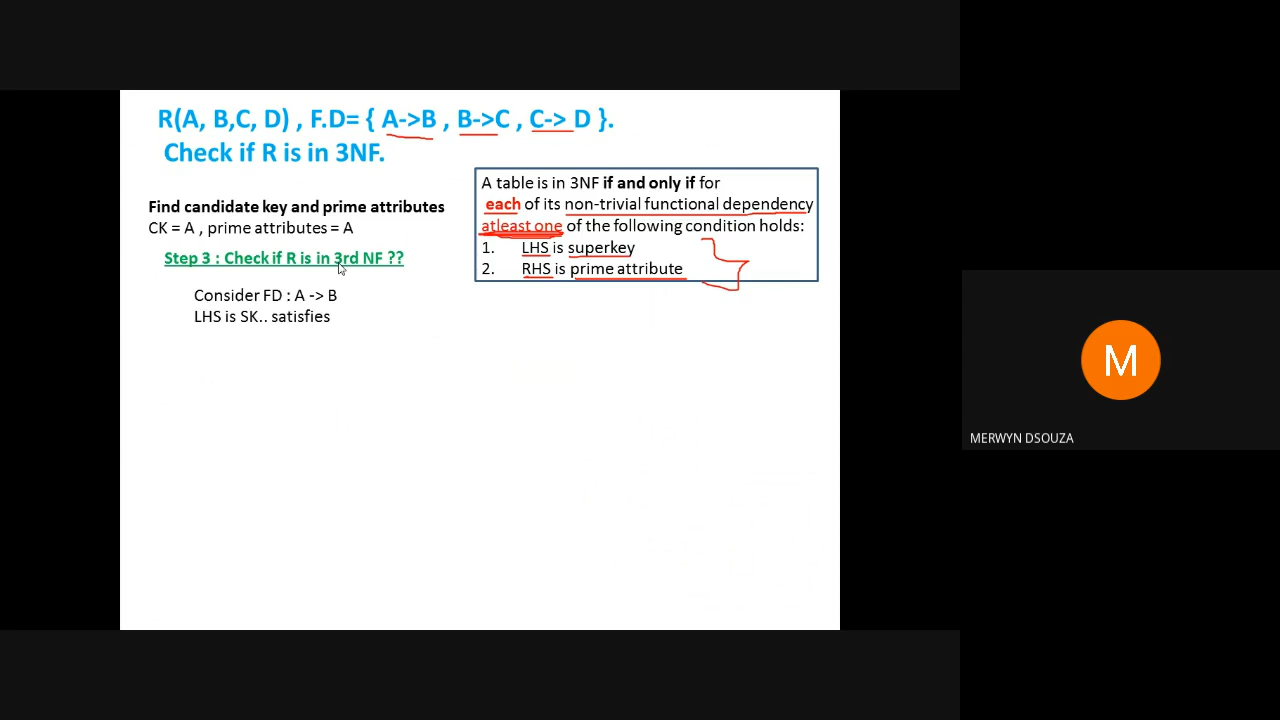 R(A, B,C, D) , F.D= { A->B , B->C , C-> D }.
Check if R is in 3NF.
Find candidate key and prime attributes
CK = A , prime attributes = A
Step 3 : Check if R is in 3rd NF ??
Consider FD : A -> B
LHS is SK.. satisfies
A table is in 3NF if and only if for
each of its non-trivial functional dependency
atleast one of the following condition holds:
1. LHS is superkey
2. RHS is prime attribute
M
MERWYN DSOUZA